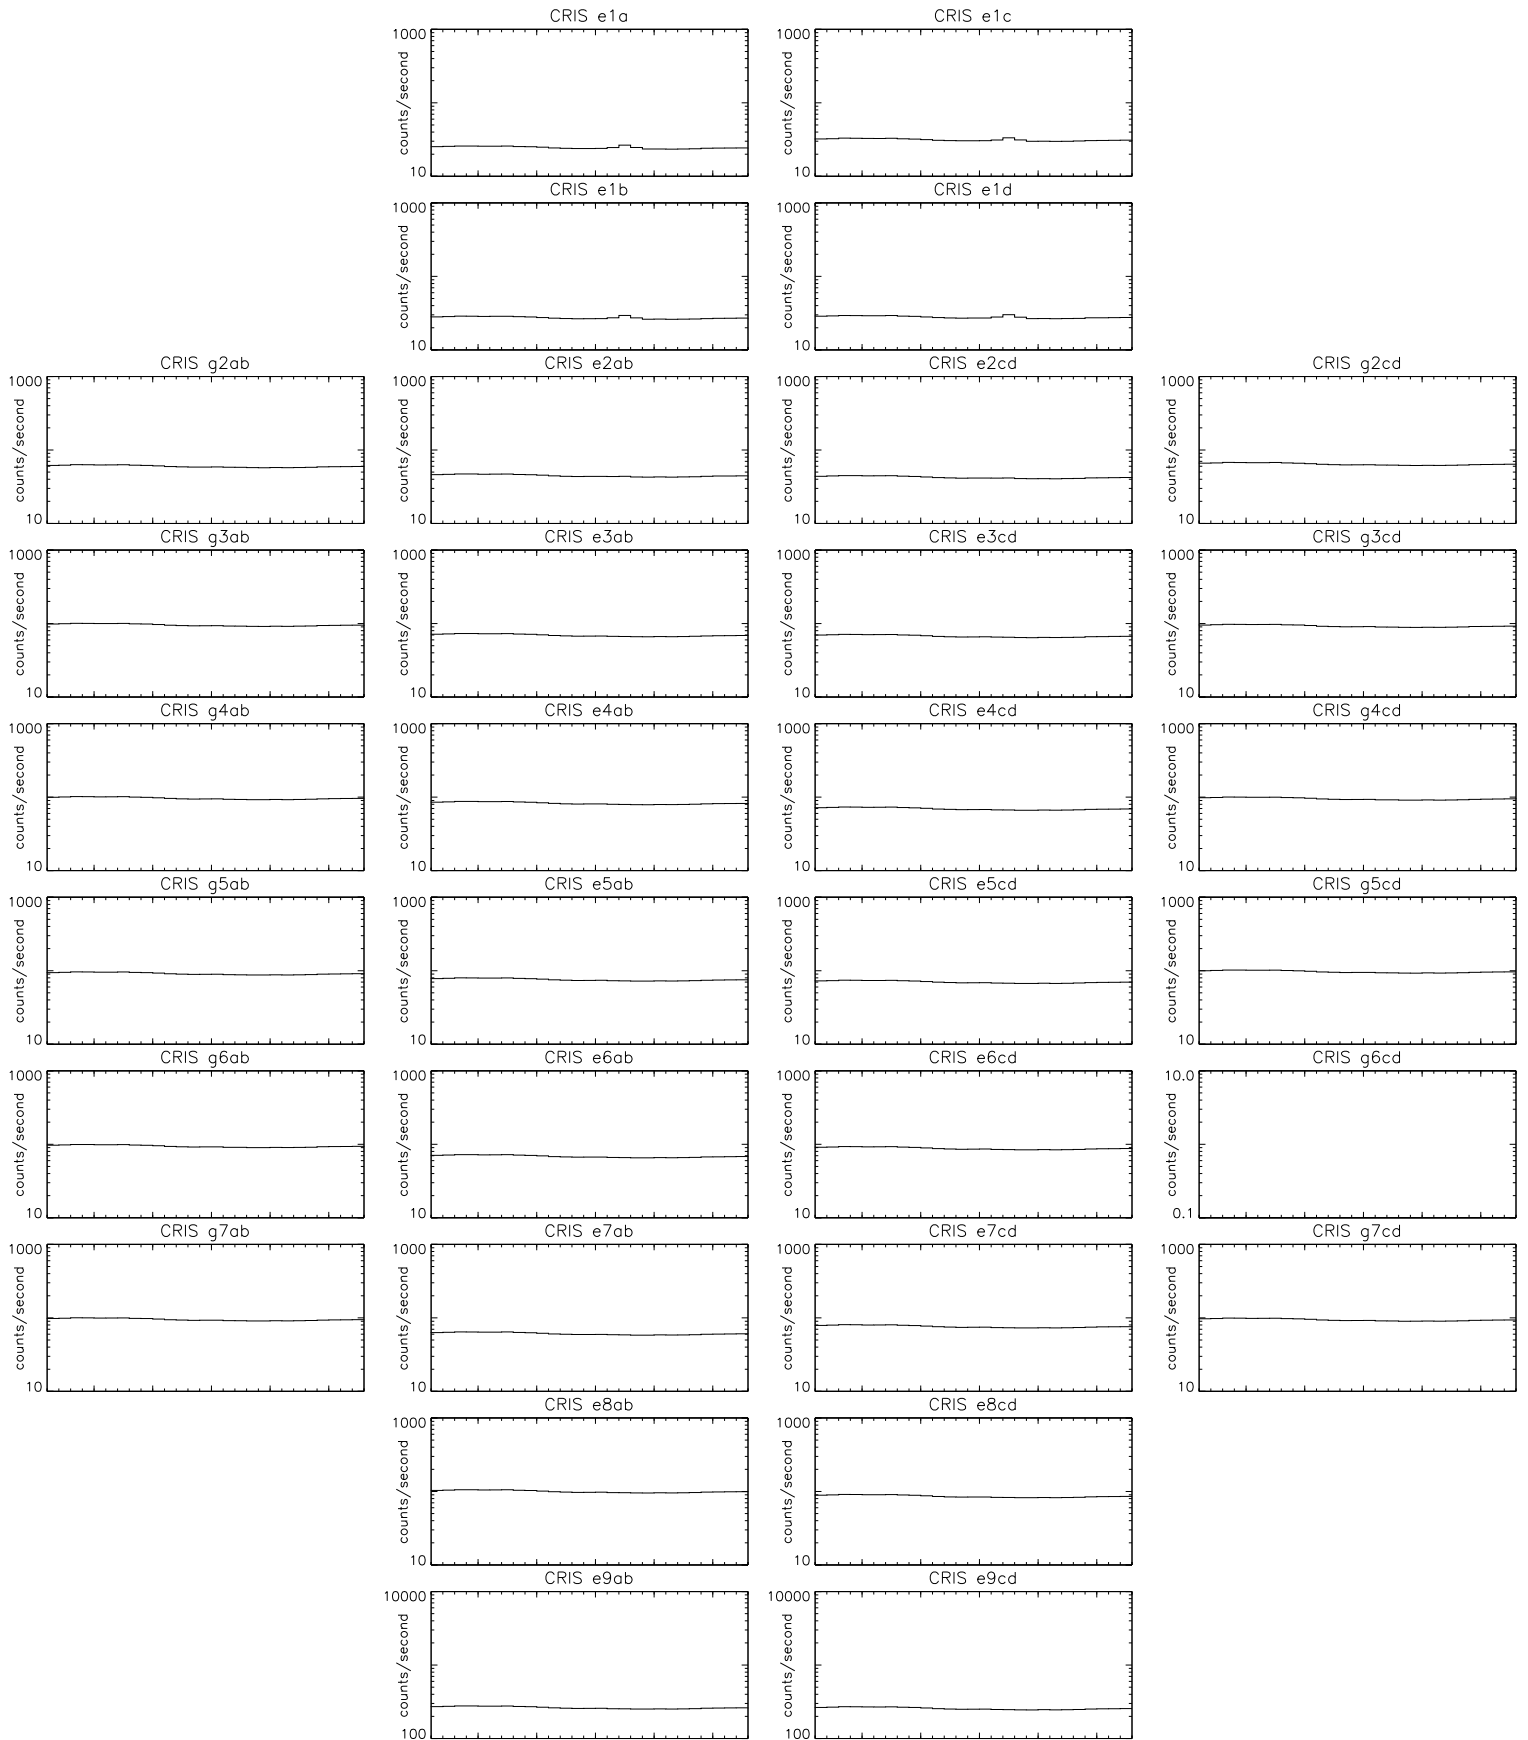 CRIS e1a
CRIS e1c
1000
counts/second
10
1000
counts/second
10
CRIS e1b
CRIS e1d
1000
counts/second
10
1000
counts/second
10
CRIS g2ab
CRIS e2ab
CRIS e2cd
CRIS g2cd
1000
counts/second
10
1000
counts/second
10
1000
counts/second
10
1000
counts/second
10
CRIS g3ab
CRIS e3ab
CRIS e3cd
CRIS g3cd
1000
counts/second
10
1000
counts/second
10
1000
counts/second
10
1000
counts/second
10
CRIS g4ab
CRIS e4ab
CRIS e4cd
CRIS g4cd
1000
counts/second
10
1000
counts/second
10
1000
counts/second
10
1000
counts/second
10
CRIS g5ab
CRIS e5ab
CRIS e5cd
CRIS g5cd
1000
counts/second
10
1000
counts/second
10
1000
counts/second
10
1000
counts/second
10
CRIS g6ab
CRIS e6ab
CRIS e6cd
CRIS g6cd
1000
counts/second
10
1000
counts/second
10
1000
counts/second
10
10.0
counts/second
0.1
CRIS g7ab
CRIS e7ab
CRIS e7cd
CRIS g7cd
1000
counts/second
10
1000
counts/second
10
1000
counts/second
10
1000
counts/second
10
CRIS e8ab
CRIS e8cd
1000
counts/second
10
1000
counts/second
10
CRIS e9ab
CRIS e9cd
10000
counts/second
100
10000
counts/second
100